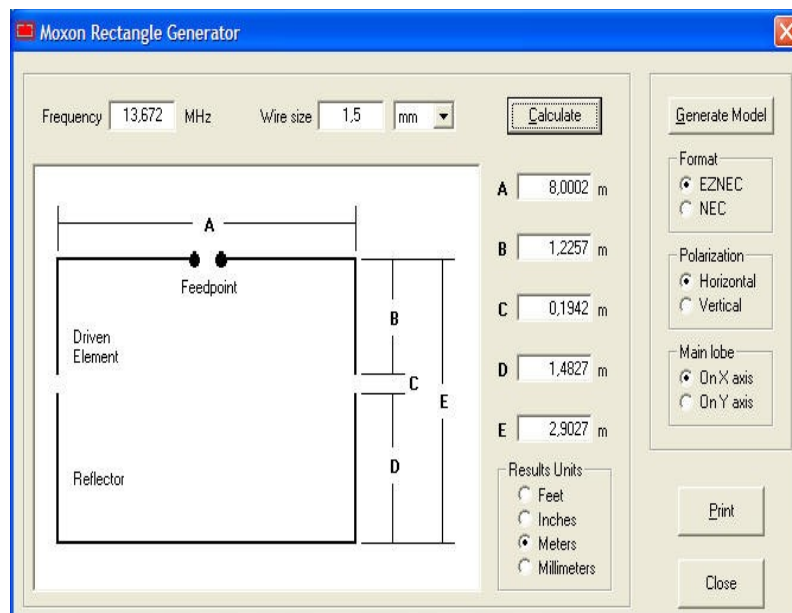 Moxon Rectangle Generator
Frequency 13,672 MHz Wire size 1,5 mm Calculate
A
Feedpoint
Driven
Element
B
C
E
D
Reflector
A 8,0002 m
B 1,2257 m
C 0,1942 m
D 1,4827 m
E 2,9027 m
Results Units
Feet
Inches
Meters
Millimeters
Generate Model
Format
EZNEC
NEC
Polarization
Horizontal
Vertical
Main lobe
On X axis
On Y axis
Print
Close